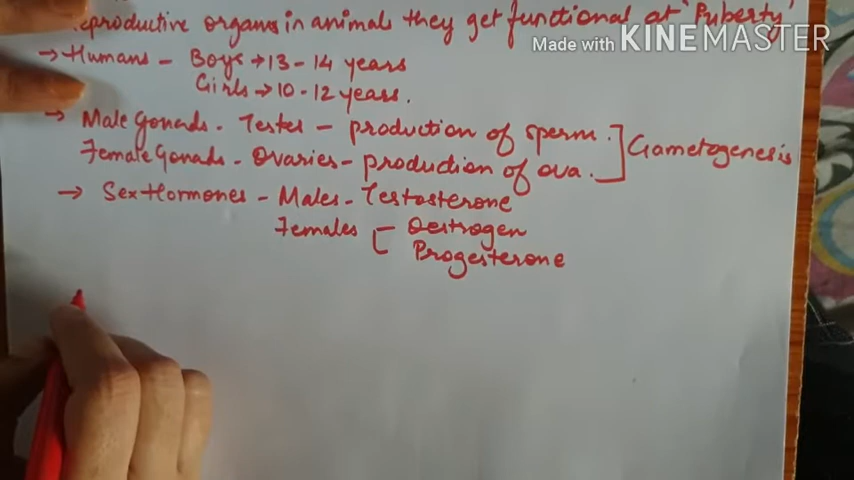 Reproductive organs in animals they get functional at 'Puberty'
Made with KINEMASTER
→ Humans - Boys → 13 - 14 years
Girls → 10 - 12 years.
→ Male Gonads - Testes - production of sperm.
Female Gonads - Ovaries - production of ova.
Gametogenesis
→ Sex Hormones - Males - Testosterone
Females
Oestrogen
Progesterone